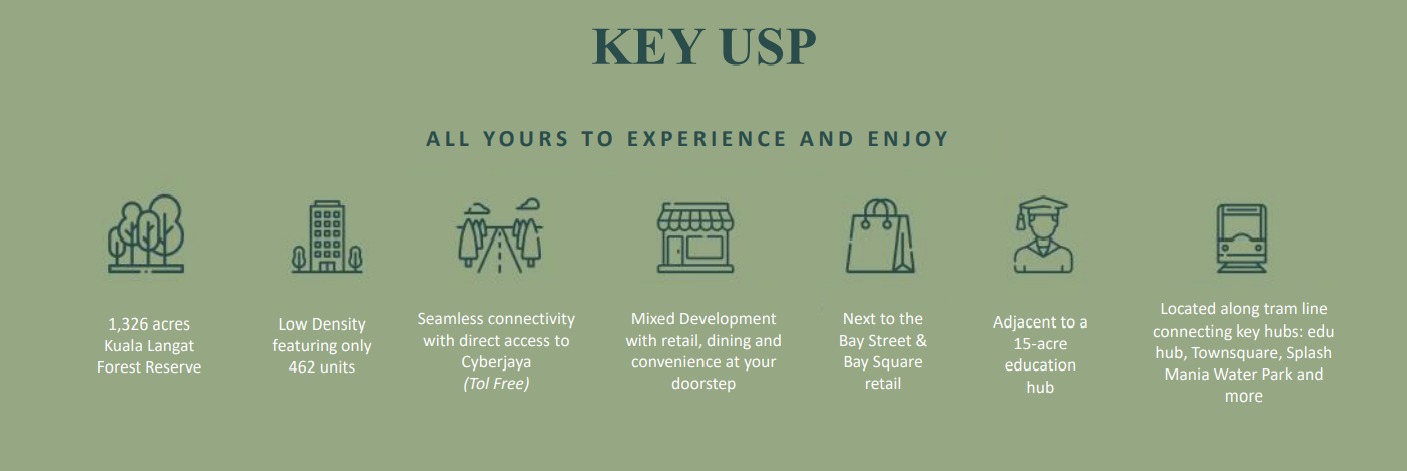 KEY USP
ALL YOURS TO EXPERIENCE AND ENJOY
1,326 acres
Kuala Langat
Forest Reserve
Low Density
featuring only
462 units
Seamless connectivity
with direct access to
Cyberjaya
(Tol Free)
Mixed Development
with retail, dining and
convenience at your
doorstep
Next to the
Bay Street &
Bay Square
retail
Adjacent to a
15-acre
education
hub
Located along tram line
connecting key hubs: edu
hub, Townsquare, Splash
Mania Water Park and
more